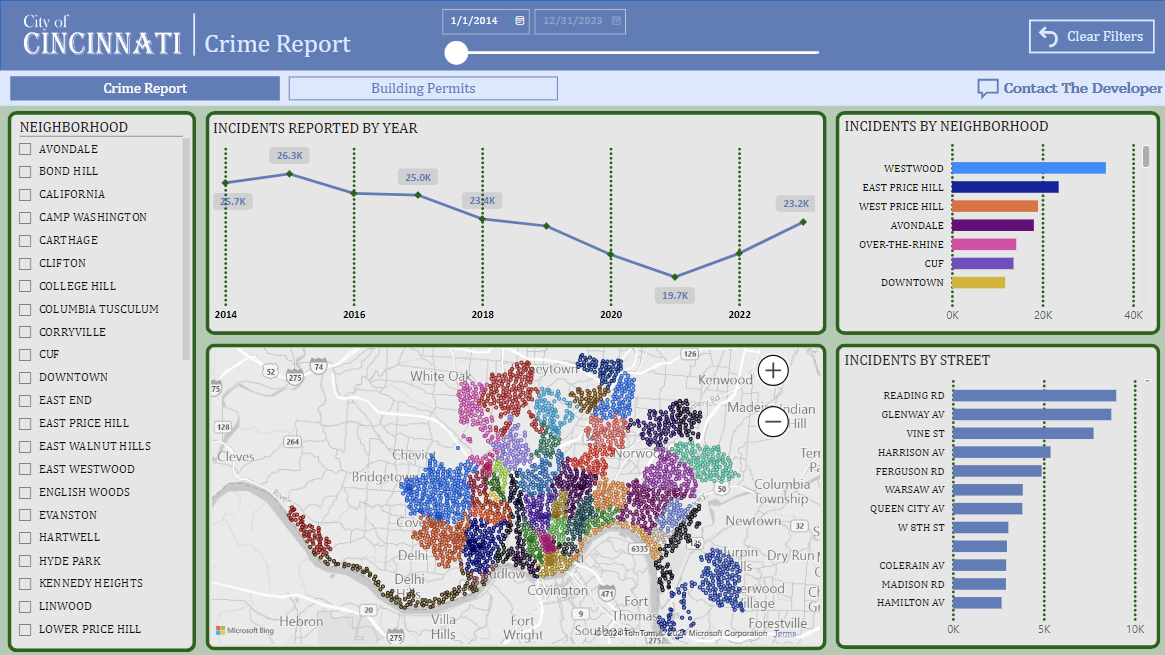 City of
CINCINNATI
Crime Report
1/1/2014
12/31/2023
Clear Filters
Crime Report
Building Permits
Contact The Developer
NEIGHBORHOOD
AVONDALE
BOND HILL
CALIFORNIA
CAMP WASHINGTON
CARTHAGE
CLIFTON
COLLEGE HILL
COLUMBIA TUSCULUM
CORRYVILLE
CUF
DOWNTOWN
EAST END
EAST PRICE HILL
EAST WALNUT HILLS
EAST WESTWOOD
ENGLISH WOODS
EVANSTON
HARTWELL
HYDE PARK
KENNEDY HEIGHTS
LINWOOD
LOWER PRICE HILL
INCIDENTS REPORTED BY YEAR
25.7K
26.3K
25.0K
23.4K
19.7K
23.2K
2014
2016
2018
2020
2022
White Oak
Kenwood
Cleves
Bridgetown
Norwood
Columbia
Township
Newtown
Dry Run
Delhi
Delhi
Hebron
Villa
Hills
Covington
Fort
Wright
Fort
Thomas
Forestville
52
275
74
75
128
264
126
50
32
6335
471
20
275
9
275
Microsoft Bing
© 2024 TomTom, © 2024 Microsoft Corporation Terms
INCIDENTS BY NEIGHBORHOOD
WESTWOOD
EAST PRICE HILL
WEST PRICE HILL
AVONDALE
OVER-THE-RHINE
CUF
DOWNTOWN
0K
20K
40K
INCIDENTS BY STREET
READING RD
GLENWAY AV
VINE ST
HARRISON AV
FERGUSON RD
WARSAW AV
QUEEN CITY AV
W 8TH ST
COLERAIN AV
MADISON RD
HAMILTON AV
0K
5K
10K